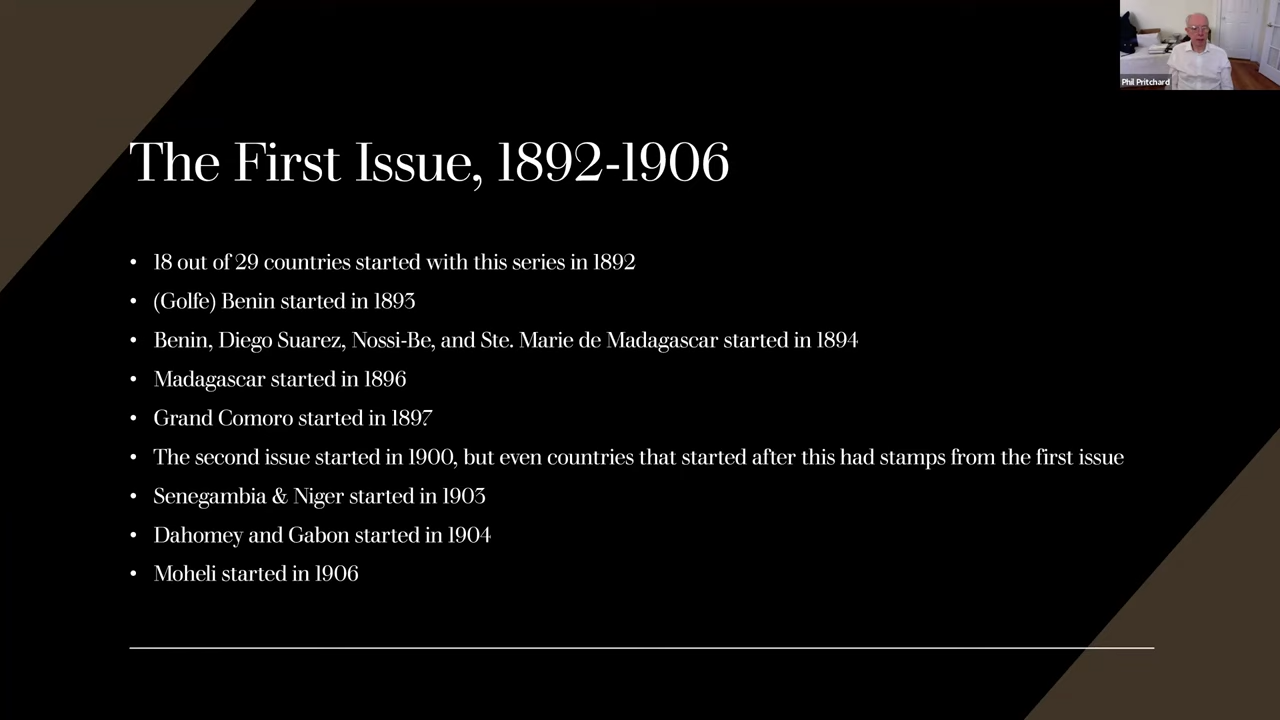 Phil Pritchard
The First Issue, 1892-1906
• 18 out of 29 countries started with this series in 1892
• (Golfe) Benin started in 1893
• Benin, Diego Suarez, Nossi-Be, and Ste. Marie de Madagascar started in 1894
• Madagascar started in 1896
• Grand Comoro started in 1897
• The second issue started in 1900, but even countries that started after this had stamps from the first issue
• Senegambia & Niger started in 1903
• Dahomey and Gabon started in 1904
• Moheli started in 1906